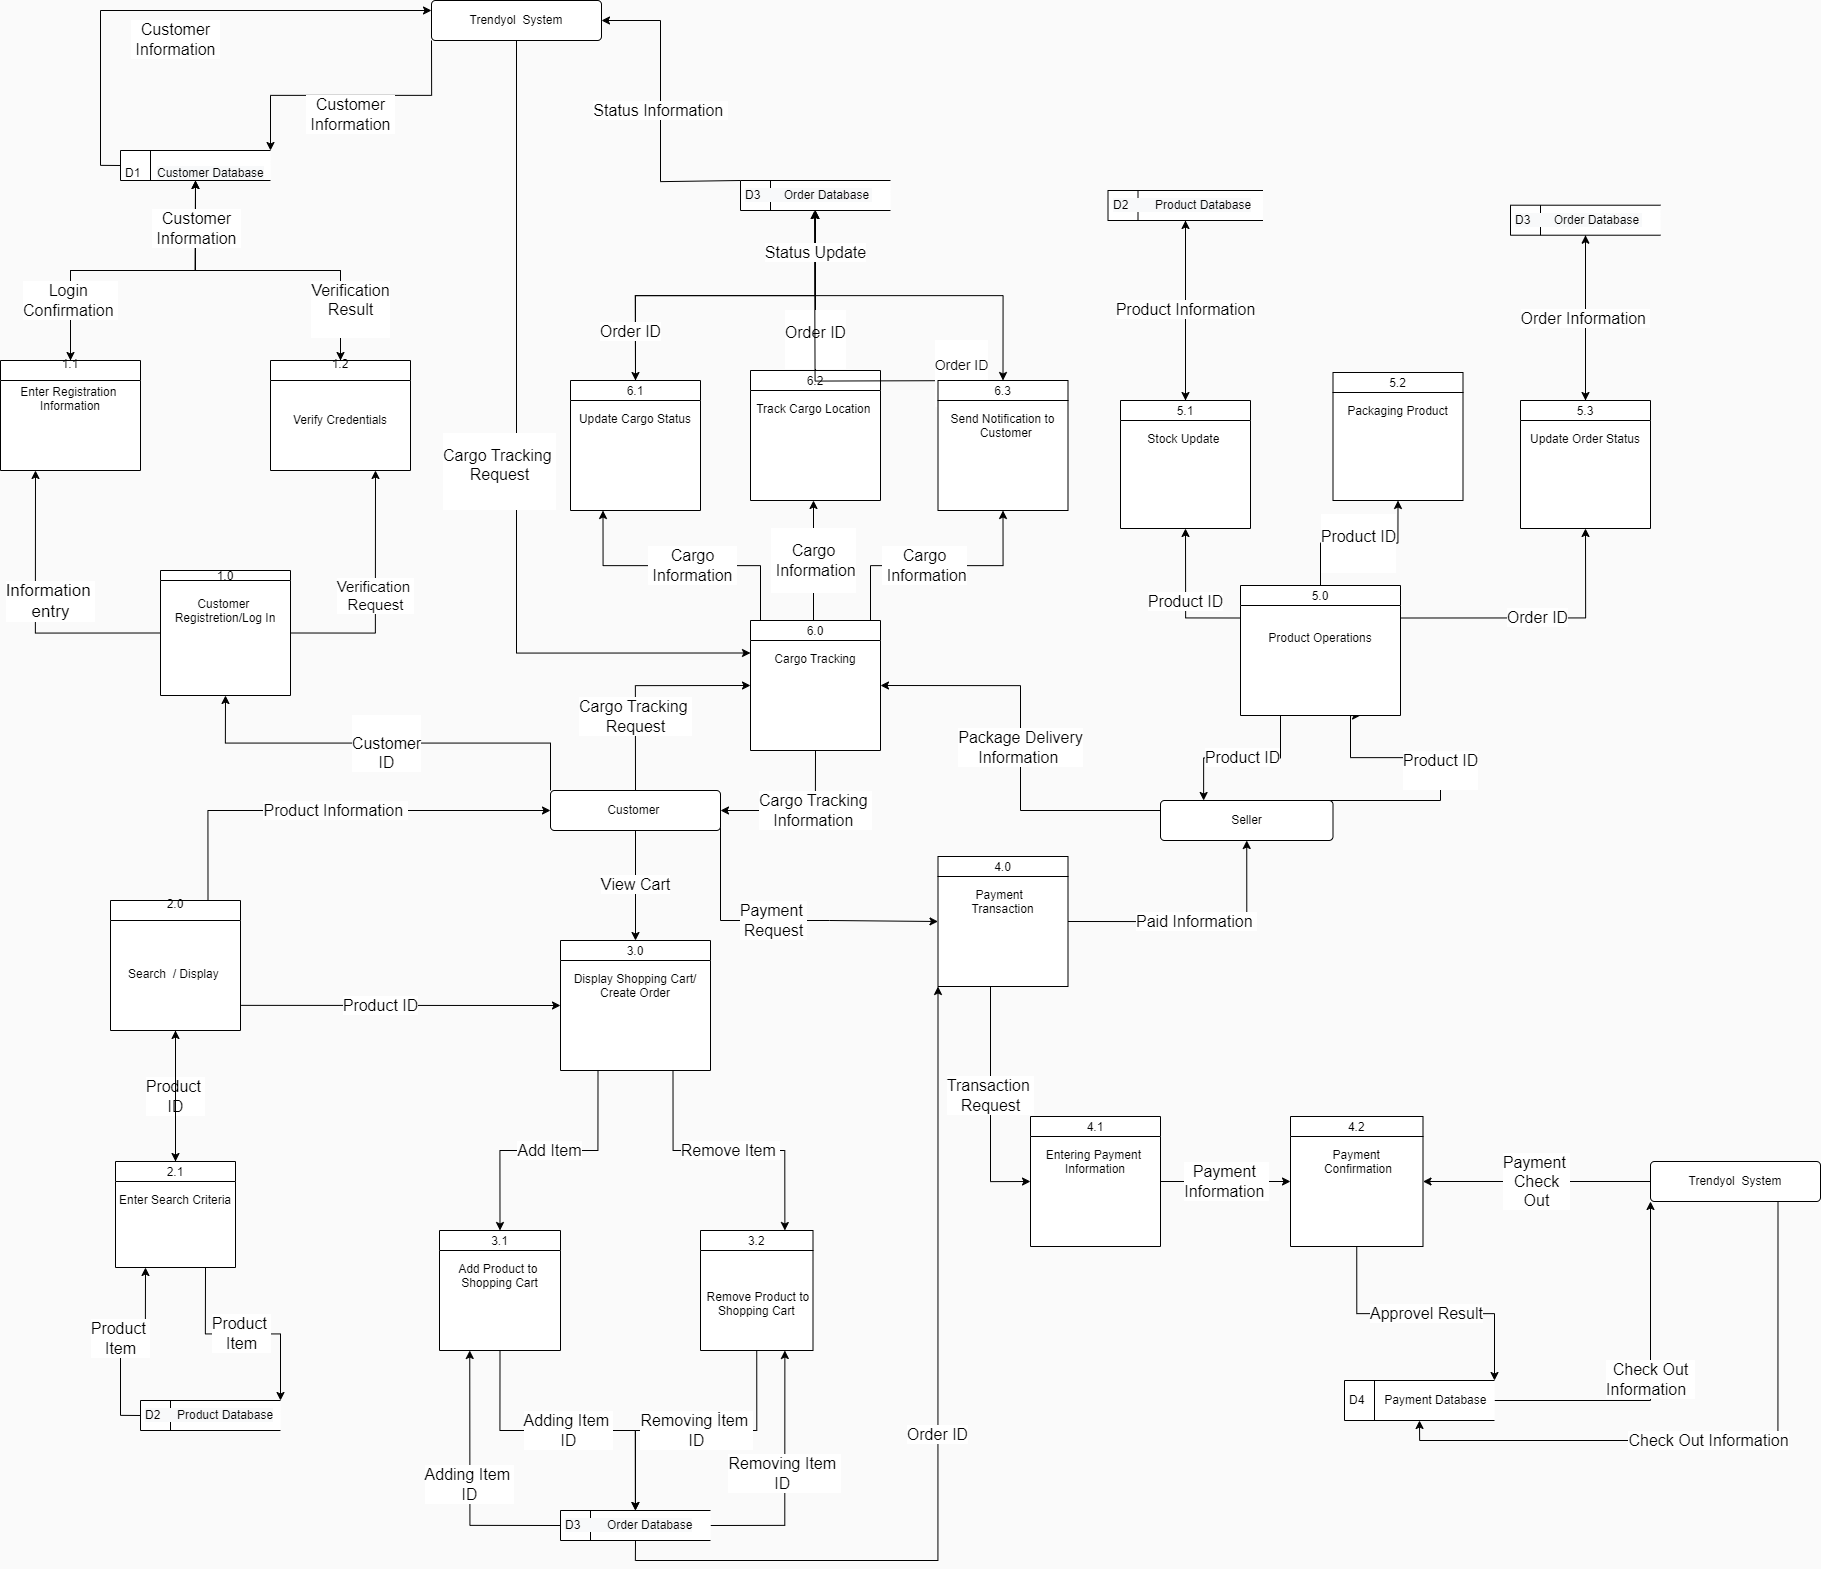 Trendyol System
Customer
Information
Customer
Information
Status Information
D1
Customer Database
D3
Order Database
D2
Product Database
D3
Order Database
Customer
Information
Status Update
Login
Confirmation
Verification
Result
Order ID
Order ID
Order ID
Product Information
Order Information
1.1
Enter Registration
Information
1.2
Verify Credentials
6.1
Update Cargo Status
6.2
Track Cargo Location
6.3
Send Notification to
Customer
5.1
Stock Update
5.2
Packaging Product
5.3
Update Order Status
Cargo Tracking
Request
Cargo
Information
Cargo
Information
Cargo
Information
Product ID
Information
entry
1.0
Customer
Registretion/Log In
Verification
Request
Product ID
5.0
Product Operations
Order ID
6.0
Cargo Tracking
Cargo Tracking
Request
Customer
ID
Package Delivery
Information
Product ID
Product ID
Product Information
Customer
Cargo Tracking
Information
Seller
View Cart
Payment
Request
4.0
Payment
Transaction
Paid Information
2.0
Search / Display
Product ID
3.0
Display Shopping Cart/
Create Order
Product
ID
Transaction
Request
Add Item
Remove Item
4.1
Entering Payment
Information
Payment
Information
4.2
Payment
Confirmation
Payment
Check
Out
Trendyol System
2.1
Enter Search Criteria
3.1
Add Product to
Shopping Cart
3.2
Remove Product to
Shopping Cart
Product
Item
Product
Item
Approvel Result
Check Out
Information
D2
Product Database
D4
Payment Database
Adding Item
ID
Removing İtem
ID
Order ID
Check Out Information
Adding Item
ID
Removing Item
ID
D3
Order Database